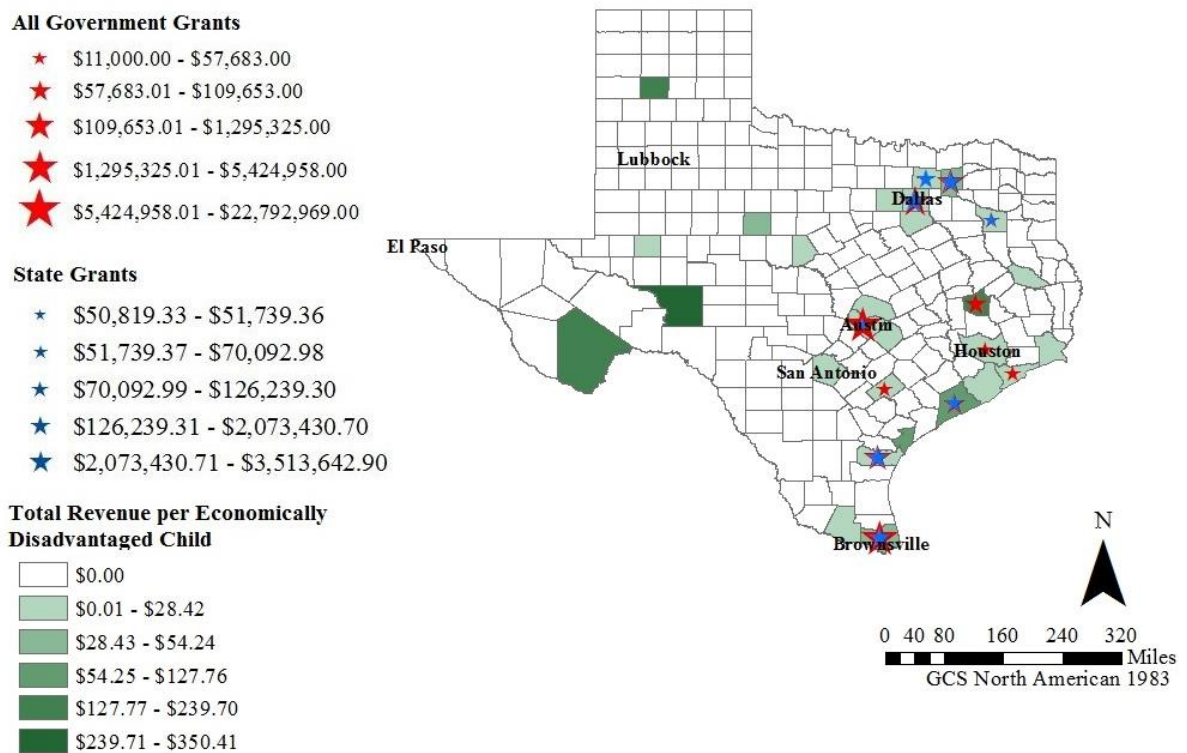 All Government Grants
$11,000.00 - $57,683.00
$57,683.01 - $109,653.00
$109,653.01 - $1,295,325.00
$1,295,325.01 - $5,424,958.00
$5,424,958.01 - $22,792,969.00
State Grants
$50,819.33 - $51,739.36
$51,739.37 - $70,092.98
$70,092.99 - $126,239.30
$126,239.31 - $2,073,430.70
$2,073,430.71 - $3,513,642.90
Total Revenue per Economically
Disadvantaged Child
$0.00
$0.01 - $28.42
$28.43 - $54.24
$54.25 - $127.76
$127.77 - $239.70
$239.71 - $350.41
Lubbock
Dallas
El Paso
Austin
Houston
San Antonio
Brownsville
N
0 40 80 160 240 320
Miles
GCS North American 1983